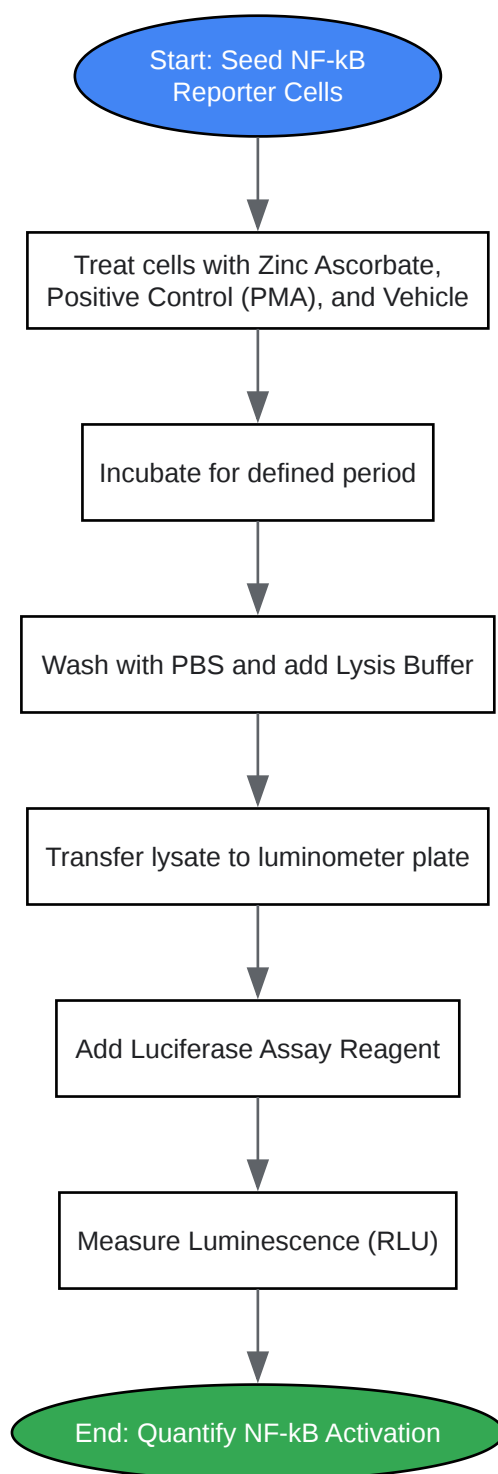 Start: Seed NF-kB
Reporter Cells
Treat cells with Zinc Ascorbate,
Positive Control (PMA), and Vehicle
Incubate for defined period
Wash with PBS and add Lysis Buffer
Transfer lysate to luminometer plate
Add Luciferase Assay Reagent
Measure Luminescence (RLU)
End: Quantify NF-kB Activation